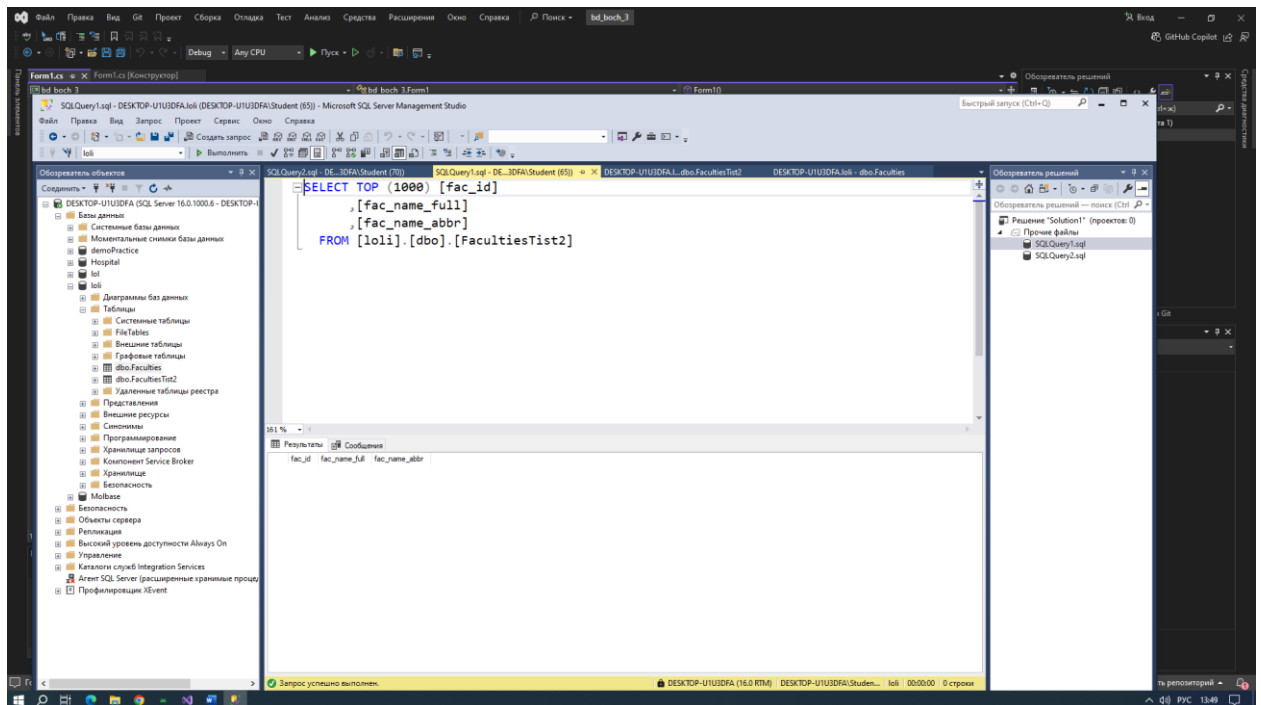 Файл Правка Вид Git Проект Сборка Отладка Тест Анализ Средства Расширения Окно Справка Поиск bd_boch_3 Вход
GitHub Copilot
Debug Any CPU Пуск
Form1.cs Form1.cs [Конструктор] Обозреватель решений
bd boch 3 bd boch 3.Form1 Form1()
SQLQuery1.sql - DESKTOP-U1U3DFA.loli (DESKTOP-U1U3DFA\Student (65)) - Microsoft SQL Server Management Studio Быстрый запуск (Ctrl+Q)
Файл Правка Вид Запрос Проект Сервис Окно Справка
Создать запрос
loli Выполнить
Обозреватель объектов
Соединить
DESKTOP-U1U3DFA (SQL Server 16.0.1000.6 - DESKTOP-
Базы данных
Системные базы данных
Моментальные снимки базы данных
demoPractice
Hospital
lol
loli
Диаграммы баз данных
Таблицы
Системные таблицы
FileTables
Внешние таблицы
Графовые таблицы
dbo.Faculties
dbo.FacultiesTist2
Удаленные таблицы реестра
Представления
Внешние ресурсы
Синонимы
Программирование
Хранилище запросов
Компонент Service Broker
Хранилище
Безопасность
Molbase
Безопасность
Объекты сервера
Репликация
Высокий уровень доступности Always On
Управление
Каталоги служб Integration Services
Агент SQL Server (расширенные хранимые процед
Профилировщик XEvent
SQLQuery2.sql - DE...3DFA\Student (70)) SQLQuery1.sql - DE...3DFA\Student (65)) DESKTOP-U1U3DFA.l...dbo.FacultiesTist2 DESKTOP-U1U3DFA.loli - dbo.Faculties
SELECT TOP (1000) [fac_id]
,[fac_name_full]
,[fac_name_abbr]
FROM [loli].[dbo].[FacultiesTist2]
161 %
Результаты Сообщения
fac_id fac_name_full fac_name_abbr
Запрос успешно выполнен. DESKTOP-U1U3DFA (16.0 RTM) DESKTOP-U1U3DFA\Studen... loli 00:00:00 0 строки
Обозреватель решений
Обозреватель решений — поиск (Ctrl
Решение "Solution1" (проектов: 0)
Прочие файлы
SQLQuery1.sql
SQLQuery2.sql
Панель элементов
Средства диагностики
Git
ть репозиторий
РУС 13:49